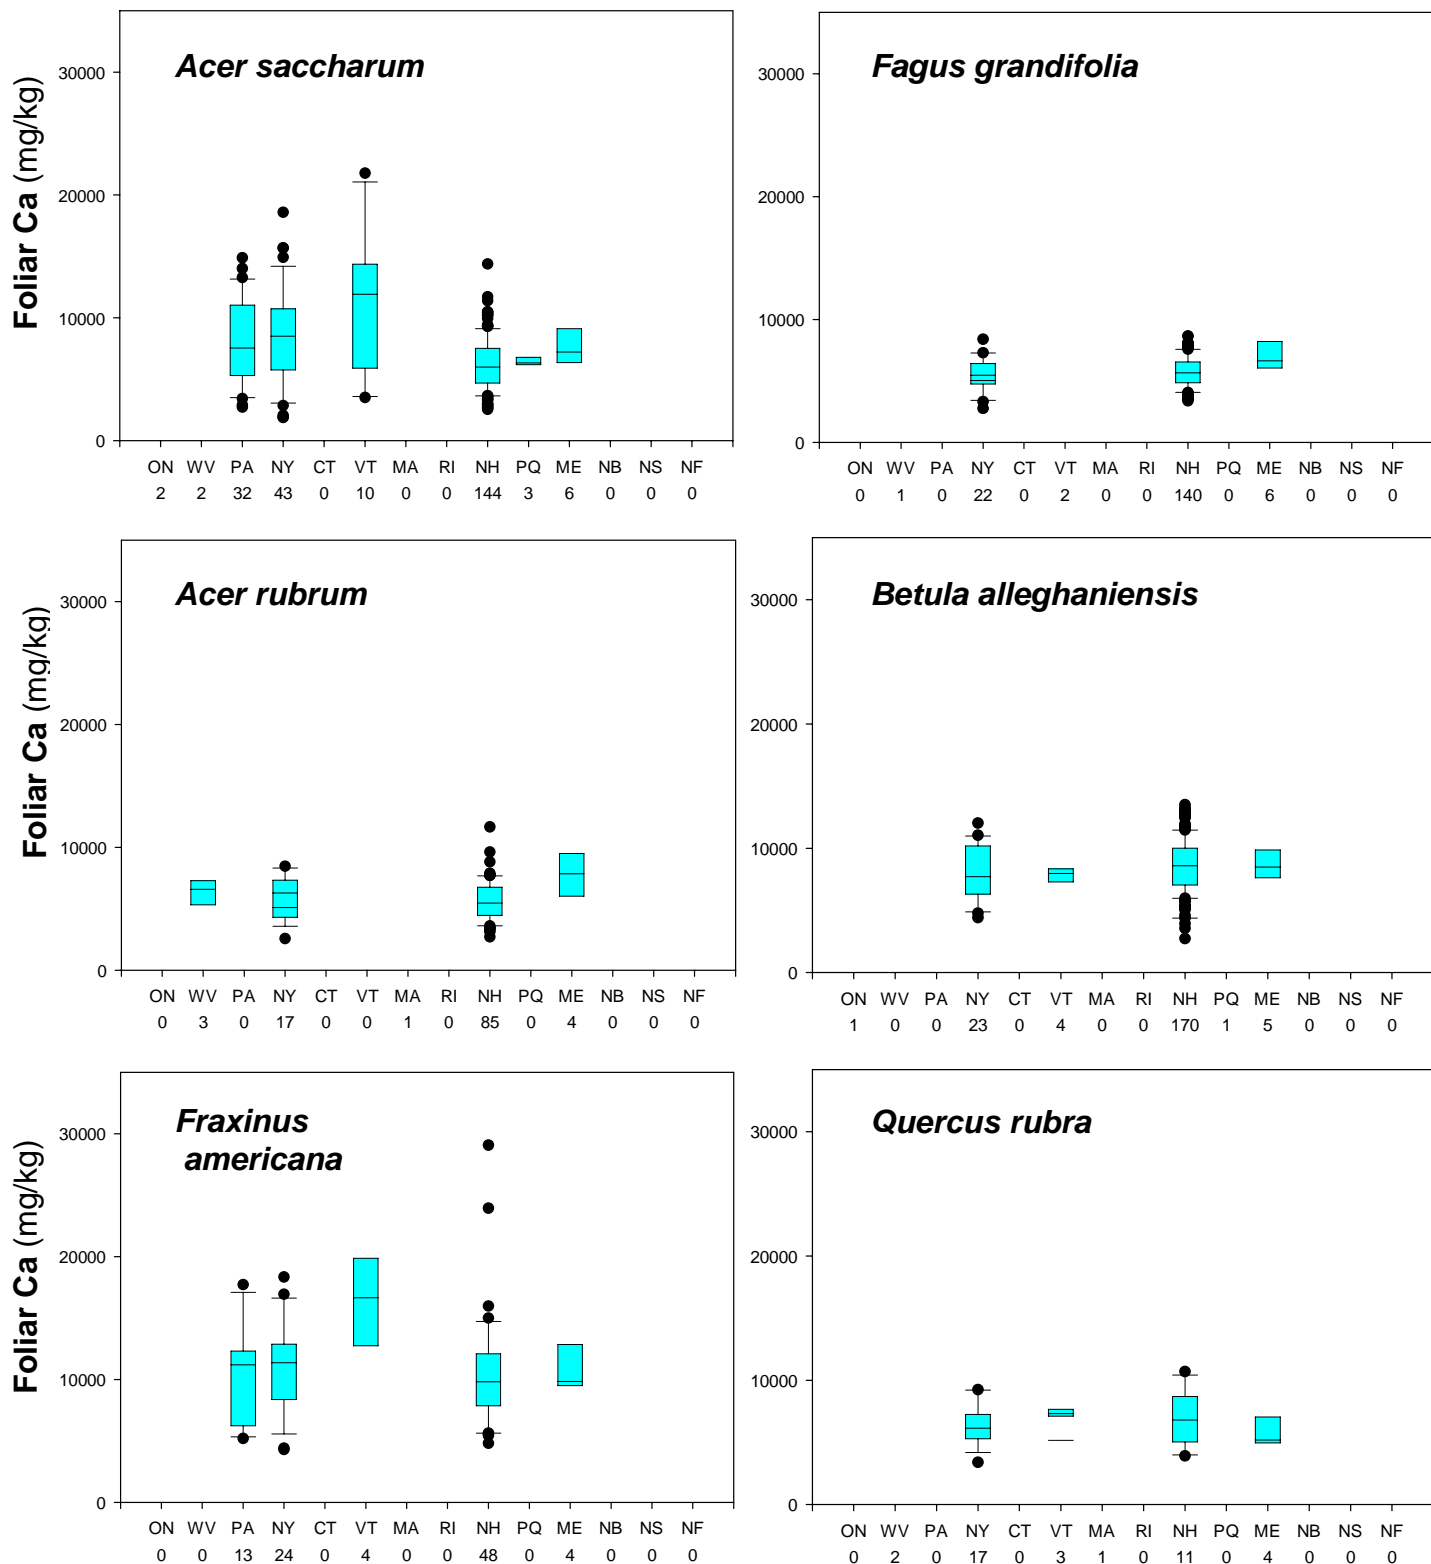 Acer saccharum
Foliar Ca (mg/kg)
30000
20000
10000
0
ON WV PA NY CT VT MA RI NH PQ ME NB NS NF
2 2 32 43 0 10 0 0 144 3 6 0 0 0
Fagus grandifolia
30000
20000
10000
0
ON WV PA NY CT VT MA RI NH PQ ME NB NS NF
0 1 0 22 0 2 0 0 140 0 6 0 0 0
Acer rubrum
Foliar Ca (mg/kg)
30000
20000
10000
0
ON WV PA NY CT VT MA RI NH PQ ME NB NS NF
0 3 0 17 0 0 1 0 85 0 4 0 0 0
Betula alleghaniensis
30000
20000
10000
0
ON WV PA NY CT VT MA RI NH PQ ME NB NS NF
1 0 0 23 0 4 0 0 170 1 5 0 0 0
Fraxinus
americana
Foliar Ca (mg/kg)
30000
20000
10000
0
ON WV PA NY CT VT MA RI NH PQ ME NB NS NF
0 0 13 24 0 4 0 0 48 0 4 0 0 0
Quercus rubra
30000
20000
10000
0
ON WV PA NY CT VT MA RI NH PQ ME NB NS NF
0 2 0 17 0 3 1 0 11 0 4 0 0 0